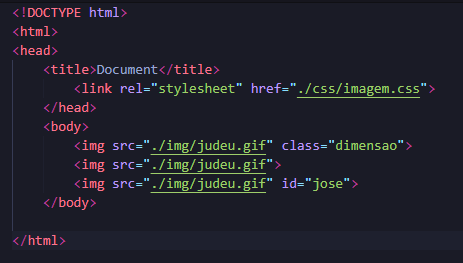 <!DOCTYPE html>
<html>
<head>
<title>Document</title>
<link rel="stylesheet" href="./css/imagem.css">
</head>
<body>
<img src="./img/judeu.gif" class="dimensao">
<img src="./img/judeu.gif">
<img src="./img/judeu.gif" id="jose">
</body>
</html>